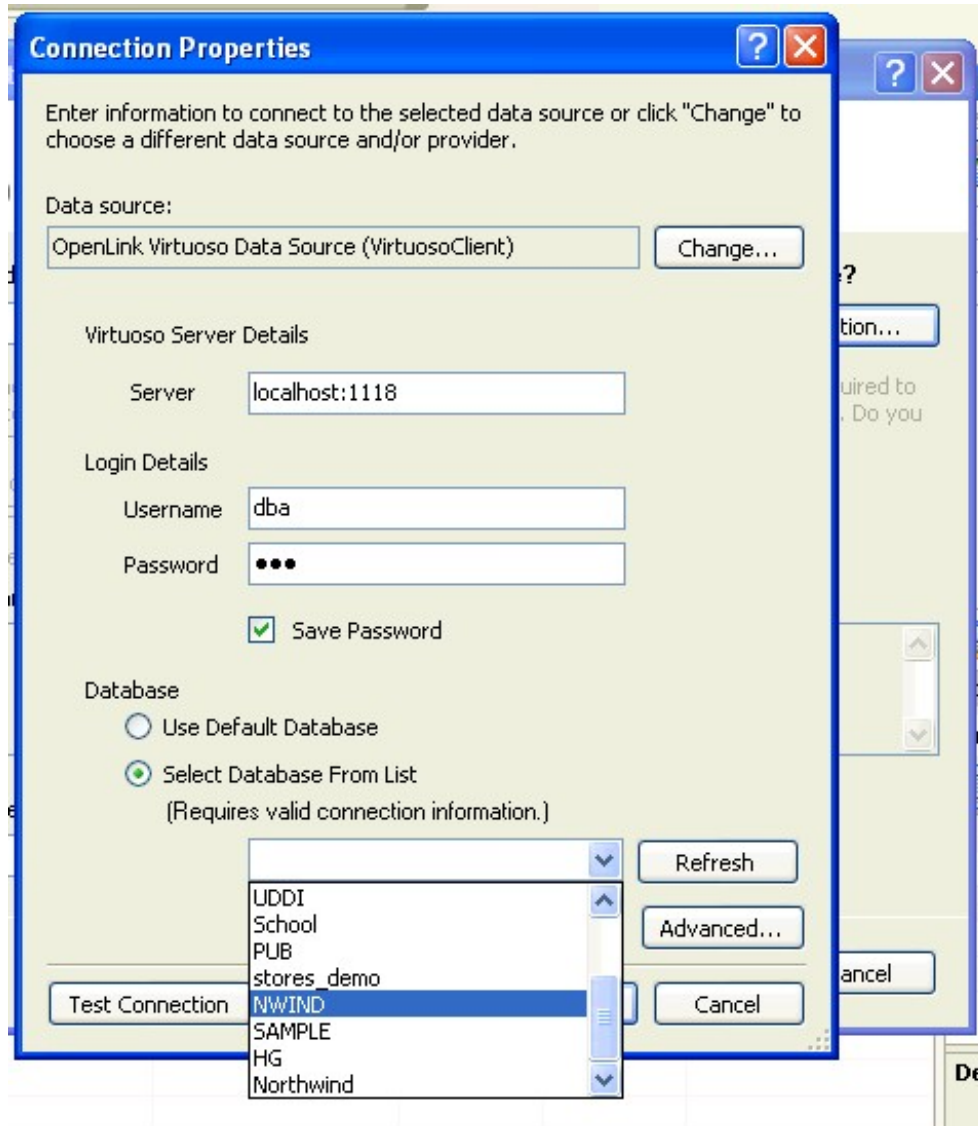 Connection Properties
Enter information to connect to the selected data source or click "Change" to
choose a different data source and/or provider.
Data source:
OpenLink Virtuoso Data Source (VirtuosoClient)
Change...
?
tion...
Virtuoso Server Details
Server
localhost:1118
uired to
. Do you
Login Details
Username
dba
Password
•••
Save Password
Database
Use Default Database
Select Database From List
(Requires valid connection information.)
Refresh
UDDI
School
PUB
stores_demo
NWIND
SAMPLE
HG
Northwind
Advanced...
ancel
Test Connection
Cancel
De